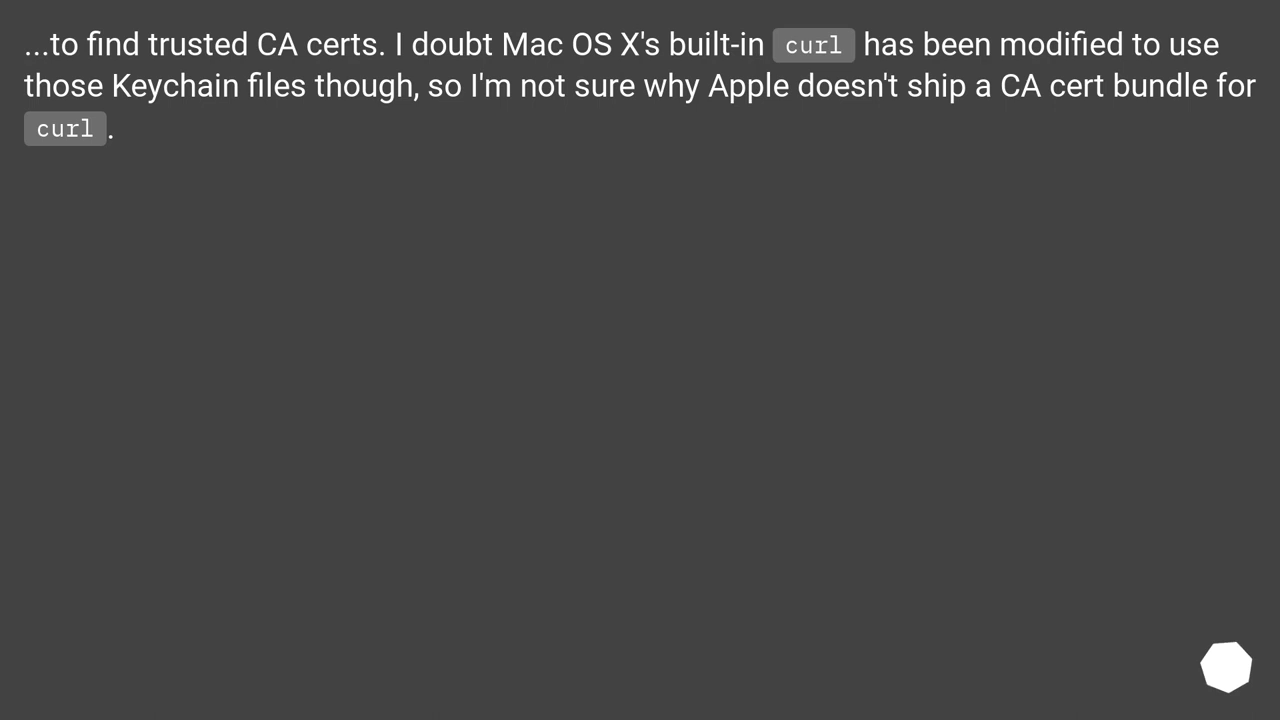 ...to find trusted CA certs. I doubt Mac OS X's built-in curl has been modified to use
those Keychain files though, so I'm not sure why Apple doesn't ship a CA cert bundle for
curl.